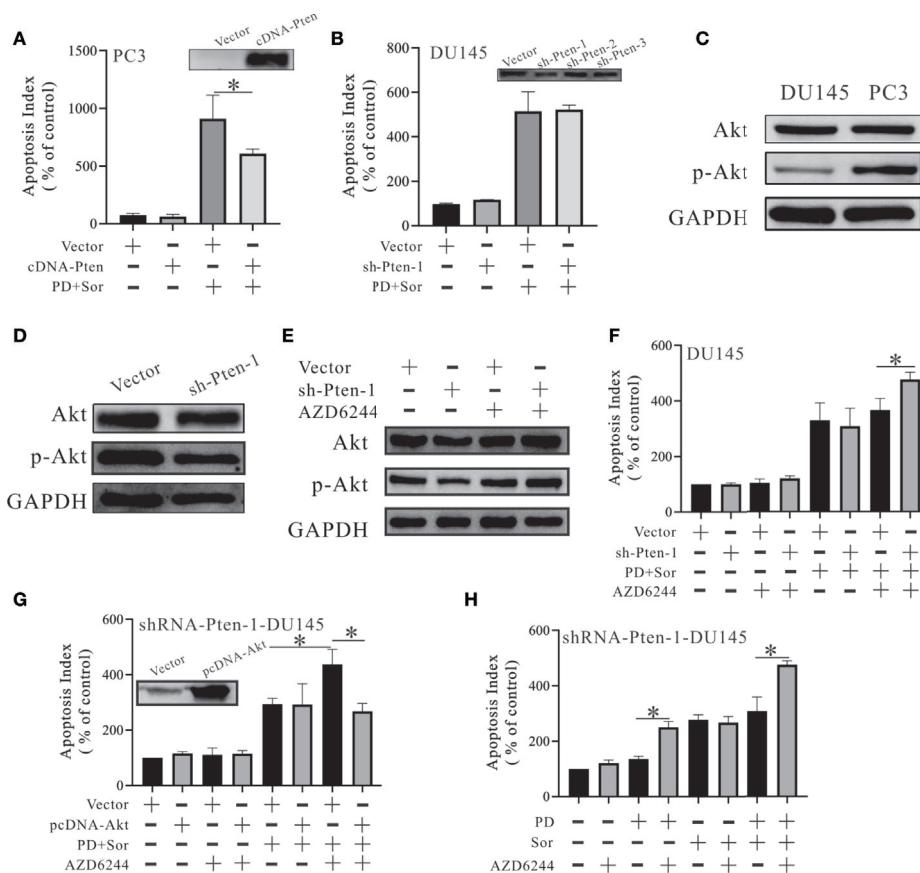 A
PC3
Vector
cDNA-Pten
Apoptosis Index
( % of control)
1500
1000
500
0
*
Vector + − + −
cDNA-Pten − + − +
PD+Sor − − + +
B
DU145
Vector
sh-Pten-1
sh-Pten-2
sh-Pten-3
Apoptosis Index
( % of control)
800
600
400
200
0
Vector + − + −
sh-Pten-1 − + − +
PD+Sor − − + +
C
DU145 PC3
Akt
p-Akt
GAPDH
D
Vector
sh-Pten-1
Akt
p-Akt
GAPDH
E
Vector + − + −
sh-Pten-1 − + − +
AZD6244 − − + +
Akt
p-Akt
GAPDH
F
DU145
Apoptosis Index
( % of control)
600
400
200
0
*
Vector + − + − + − + −
sh-Pten-1 − + − + − + − +
PD+Sor − − − − + + + +
AZD6244 − − + + − − + +
G
shRNA-Pten-1-DU145
Vector
pcDNA-Akt
Apoptosis Index
( % of control)
600
400
200
0
*
*
Vector + − + − + − + −
pcDNA-Akt − + − + − + − +
PD+Sor − − − − + + + +
AZD6244 − − + + − − + +
H
shRNA-Pten-1-DU145
Apoptosis Index
( % of control)
600
400
200
0
*
*
PD − − + + − − + +
Sor − − − − + + + +
AZD6244 − + − + − + − +